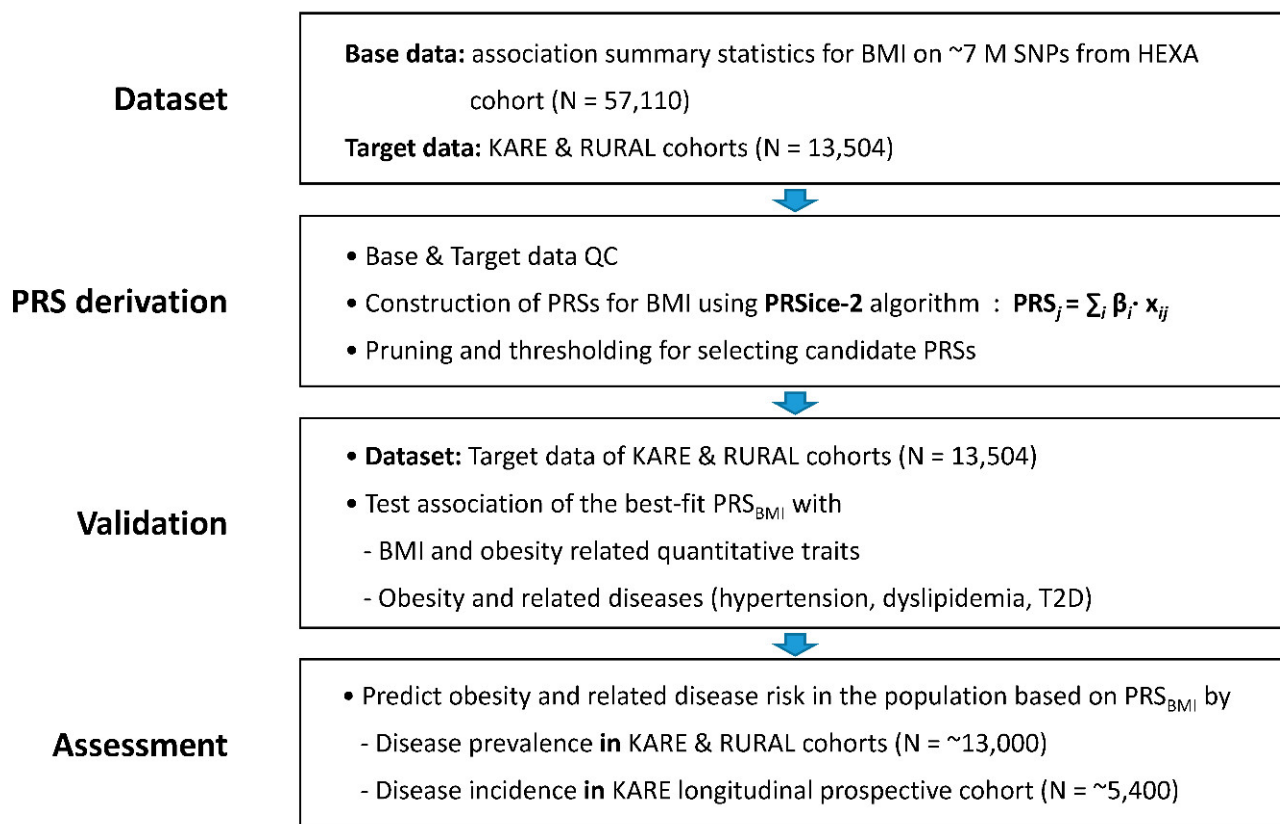 Dataset
Base data: association summary statistics for BMI on ~7 M SNPs from HEXA
cohort (N = 57,110)
Target data: KARE & RURAL cohorts (N = 13,504)
PRS derivation
• Base & Target data QC
• Construction of PRSs for BMI using PRSice-2 algorithm : PRSj = ∑i βi· xij
• Pruning and thresholding for selecting candidate PRSs
Validation
• Dataset: Target data of KARE & RURAL cohorts (N = 13,504)
• Test association of the best-fit PRSBMI with
- BMI and obesity related quantitative traits
- Obesity and related diseases (hypertension, dyslipidemia, T2D)
Assessment
• Predict obesity and related disease risk in the population based on PRSBMI by
- Disease prevalence in KARE & RURAL cohorts (N = ~13,000)
- Disease incidence in KARE longitudinal prospective cohort (N = ~5,400)